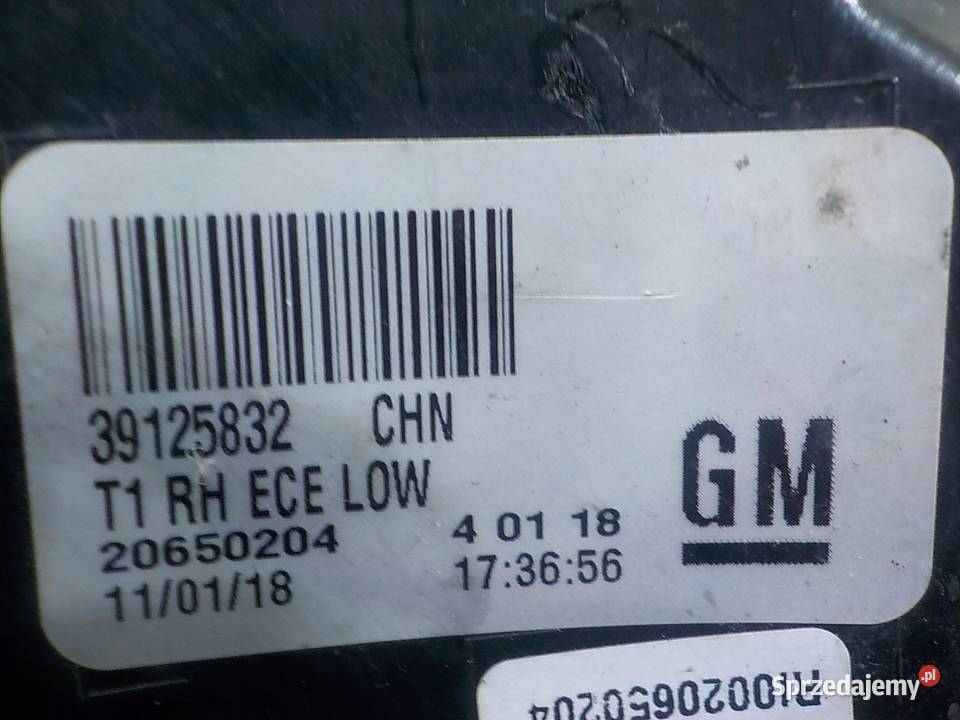 39125832 CHN
T1 RH ECE LOW
20650204 4 01 18
11/01/18 17:36:56
GM
0020650204
Sprzedajemy.pl